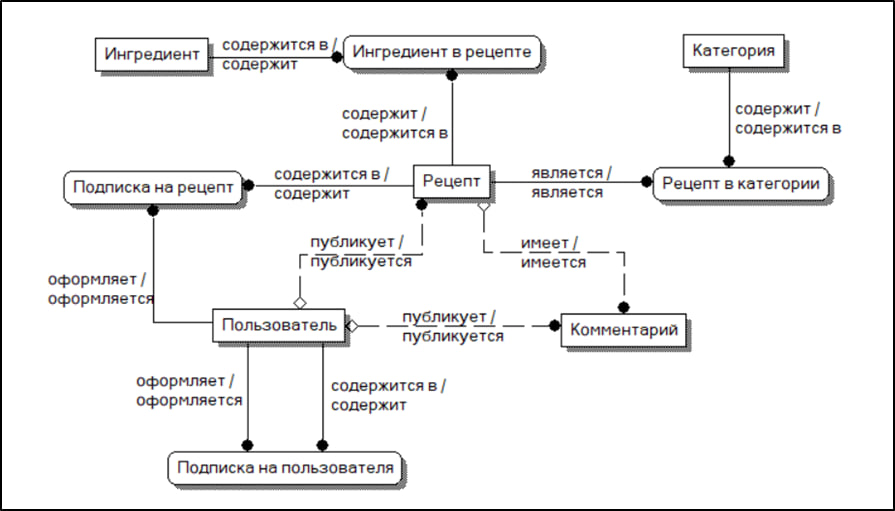 Ингредиент
содержится в /
содержит
Ингредиент в рецепте
Категория
содержит /
содержится в
содержит /
содержится в
Подписка на рецепт
содержится в /
содержит
Рецепт
является /
является
Рецепт в категории
публикует /
публикуется
имеет /
имеется
оформляет /
оформляется
Пользователь
публикует /
публикуется
Комментарий
оформляет /
оформляется
содержится в /
содержит
Подписка на пользователя